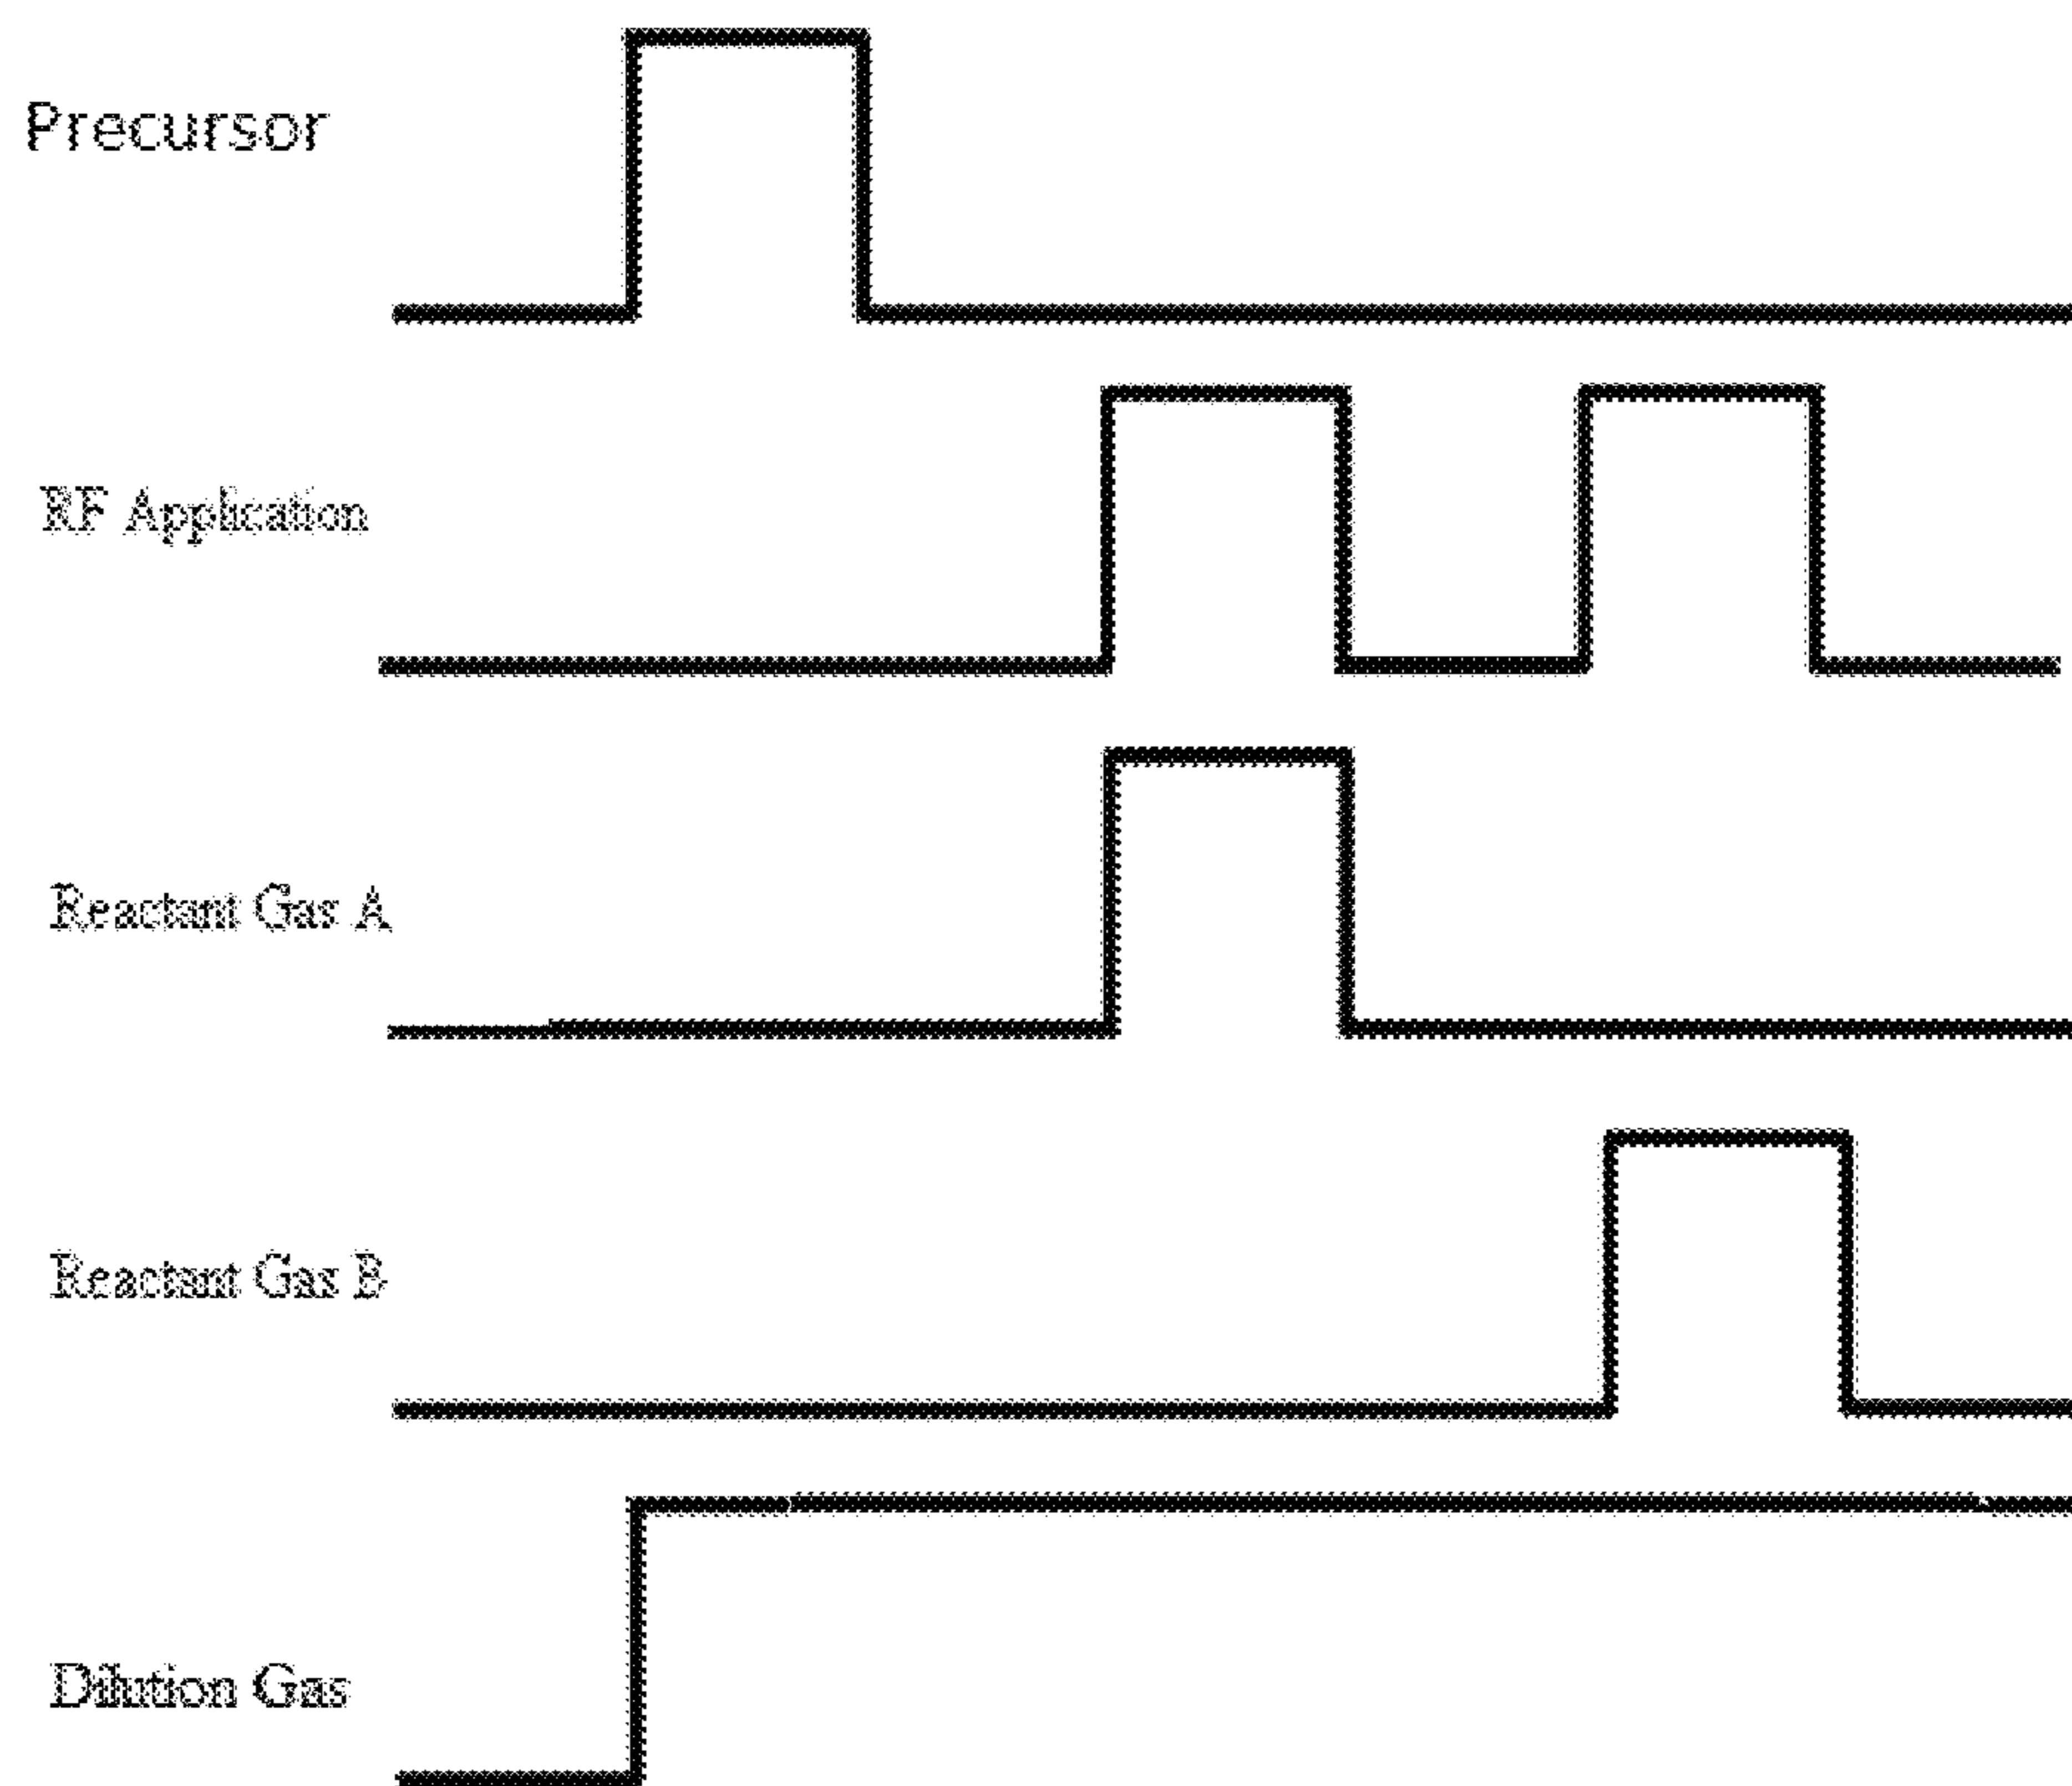 Precursor
RF Application
Reactant Gas A
Reactant Gas B
Dilution Gas